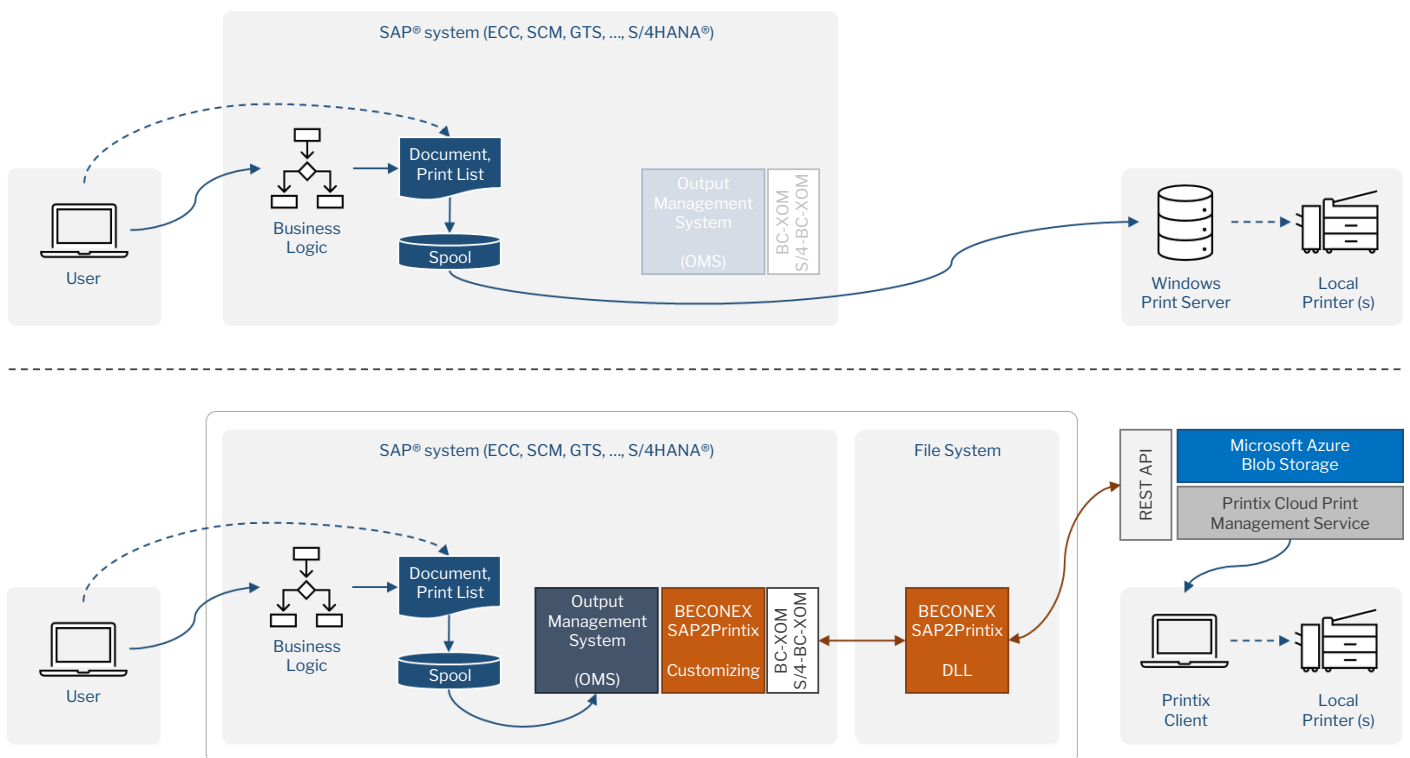 SAP® system (ECC, SCM, GTS, ..., S/4HANA®)
Document,
Print List
Business
Logic
Spool
User
Output
Management
System
(OMS)
BC-XOM
S/4-BC-XOM
Windows
Print Server
Local
Printer (s)
SAP® system (ECC, SCM, GTS, ..., S/4HANA®)
File System
REST API
Microsoft Azure
Blob Storage
Printix Cloud Print
Management Service
Document,
Print List
Business
Logic
Spool
User
Output
Management
System
(OMS)
BECONEX
SAP2Printix
Customizing
BC-XOM
S/4-BC-XOM
BECONEX
SAP2Printix
DLL
Printix
Client
Local
Printer (s)